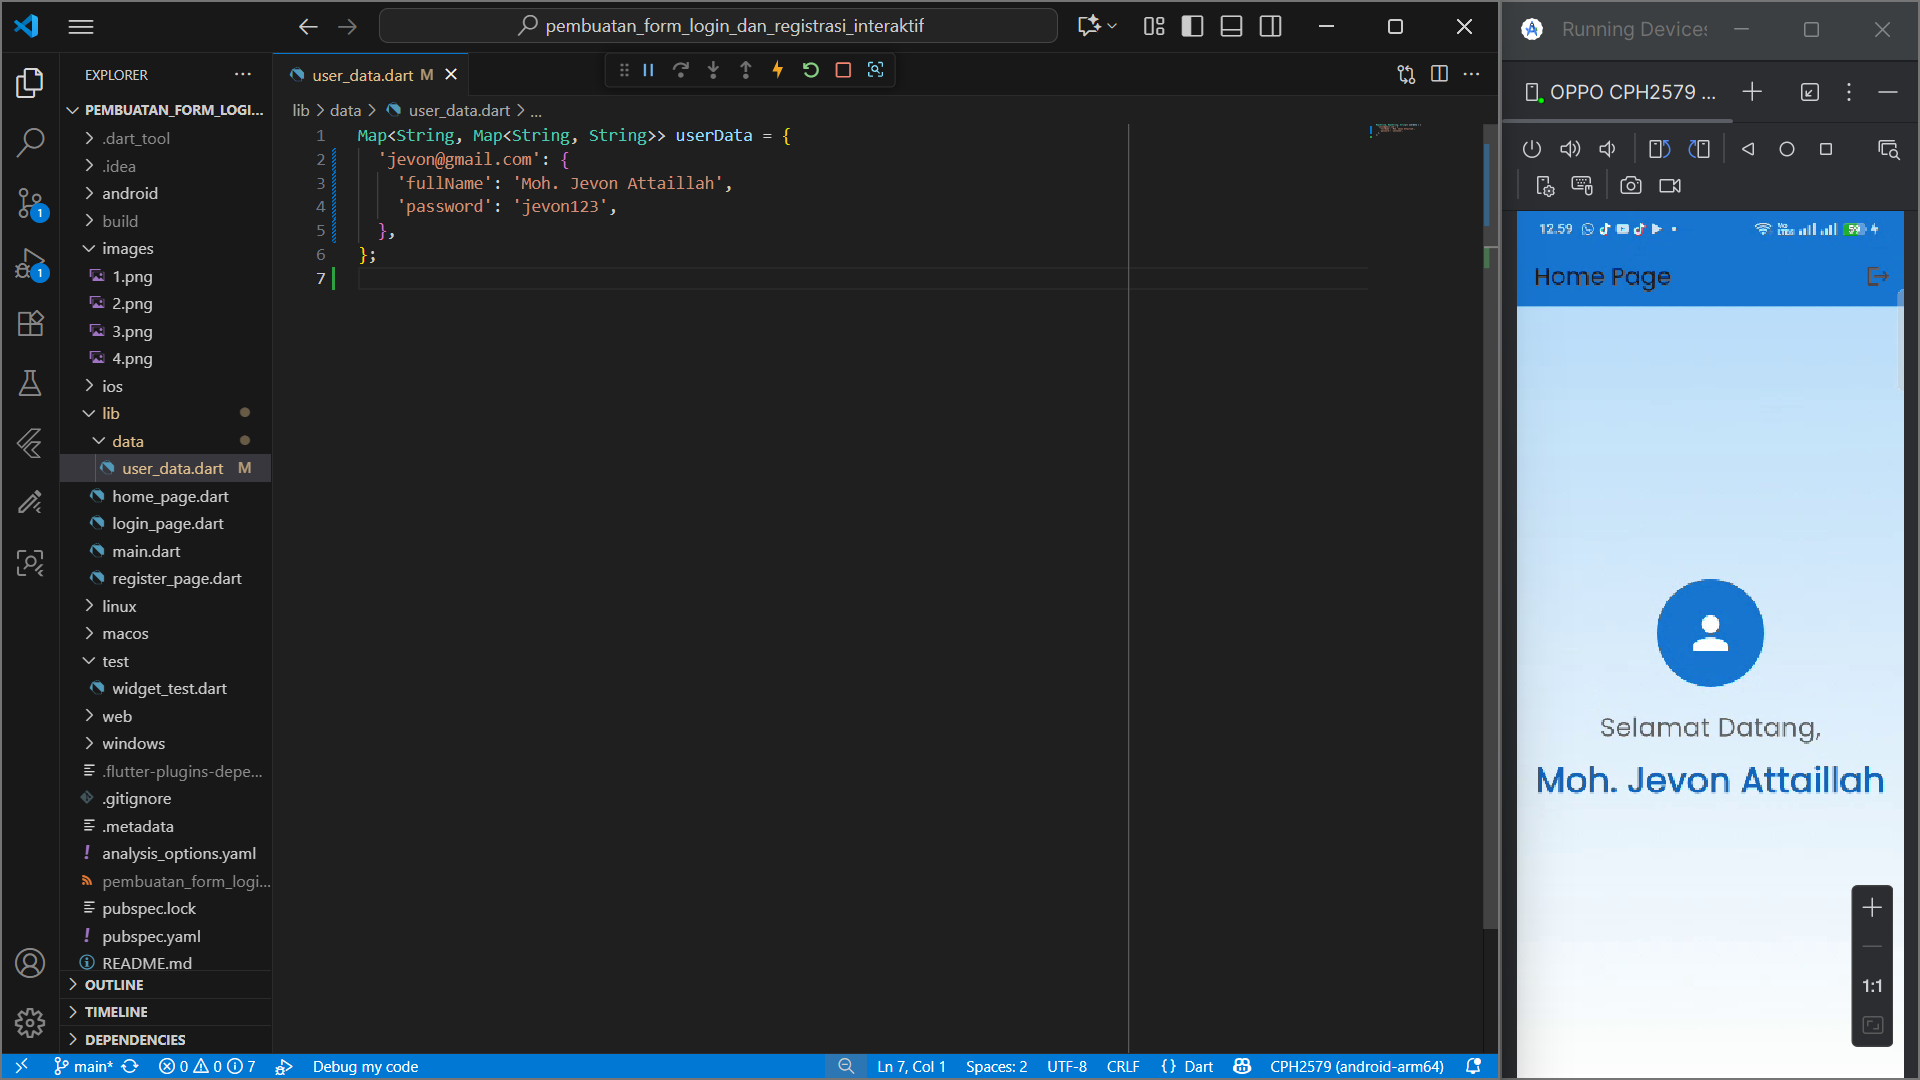 pembuatan_form_login_dan_registrasi_interaktif
EXPLORER
PEMBUATAN_FORM_LOGI...
.dart_tool
.idea
android
build
images
1.png
2.png
3.png
4.png
ios
lib
data
user_data.dart M
home_page.dart
login_page.dart
main.dart
register_page.dart
linux
macos
test
widget_test.dart
web
windows
.flutter-plugins-depe...
.gitignore
.metadata
analysis_options.yaml
pembuatan_form_logi...
pubspec.lock
pubspec.yaml
README.md
OUTLINE
TIMELINE
DEPENDENCIES
1
1
user_data.dart M
lib > data > user_data.dart > ...
1 Map<String, Map<String, String>> userData = {
2 'jevon@gmail.com': {
3 'fullName': 'Moh. Jevon Attaillah',
4 'password': 'jevon123',
5 },
6 };
7
main* 0 0 7 Debug my code
Ln 7, Col 1 Spaces: 2 UTF-8 CRLF {} Dart CPH2579 (android-arm64)
Running Devices
OPPO CPH2579 ...
12.59
59
Home Page
Selamat Datang,
Moh. Jevon Attaillah
1:1